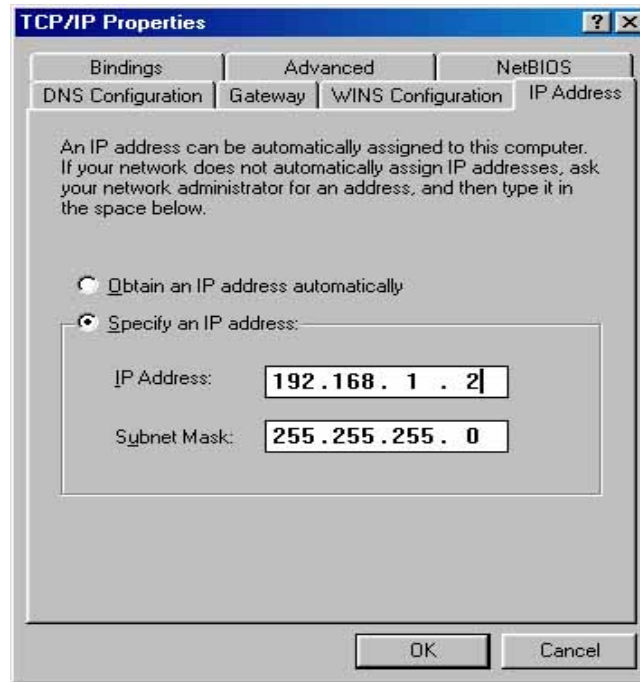 TCP/IP Properties
? ×
Bindings Advanced NetBIOS
DNS Configuration Gateway WINS Configuration IP Address
An IP address can be automatically assigned to this computer.
If your network does not automatically assign IP addresses, ask
your network administrator for an address, and then type it in
the space below.
Obtain an IP address automatically
Specify an IP address:
IP Address: 192.168. 1 . 2
Subnet Mask: 255.255.255. 0
OK Cancel